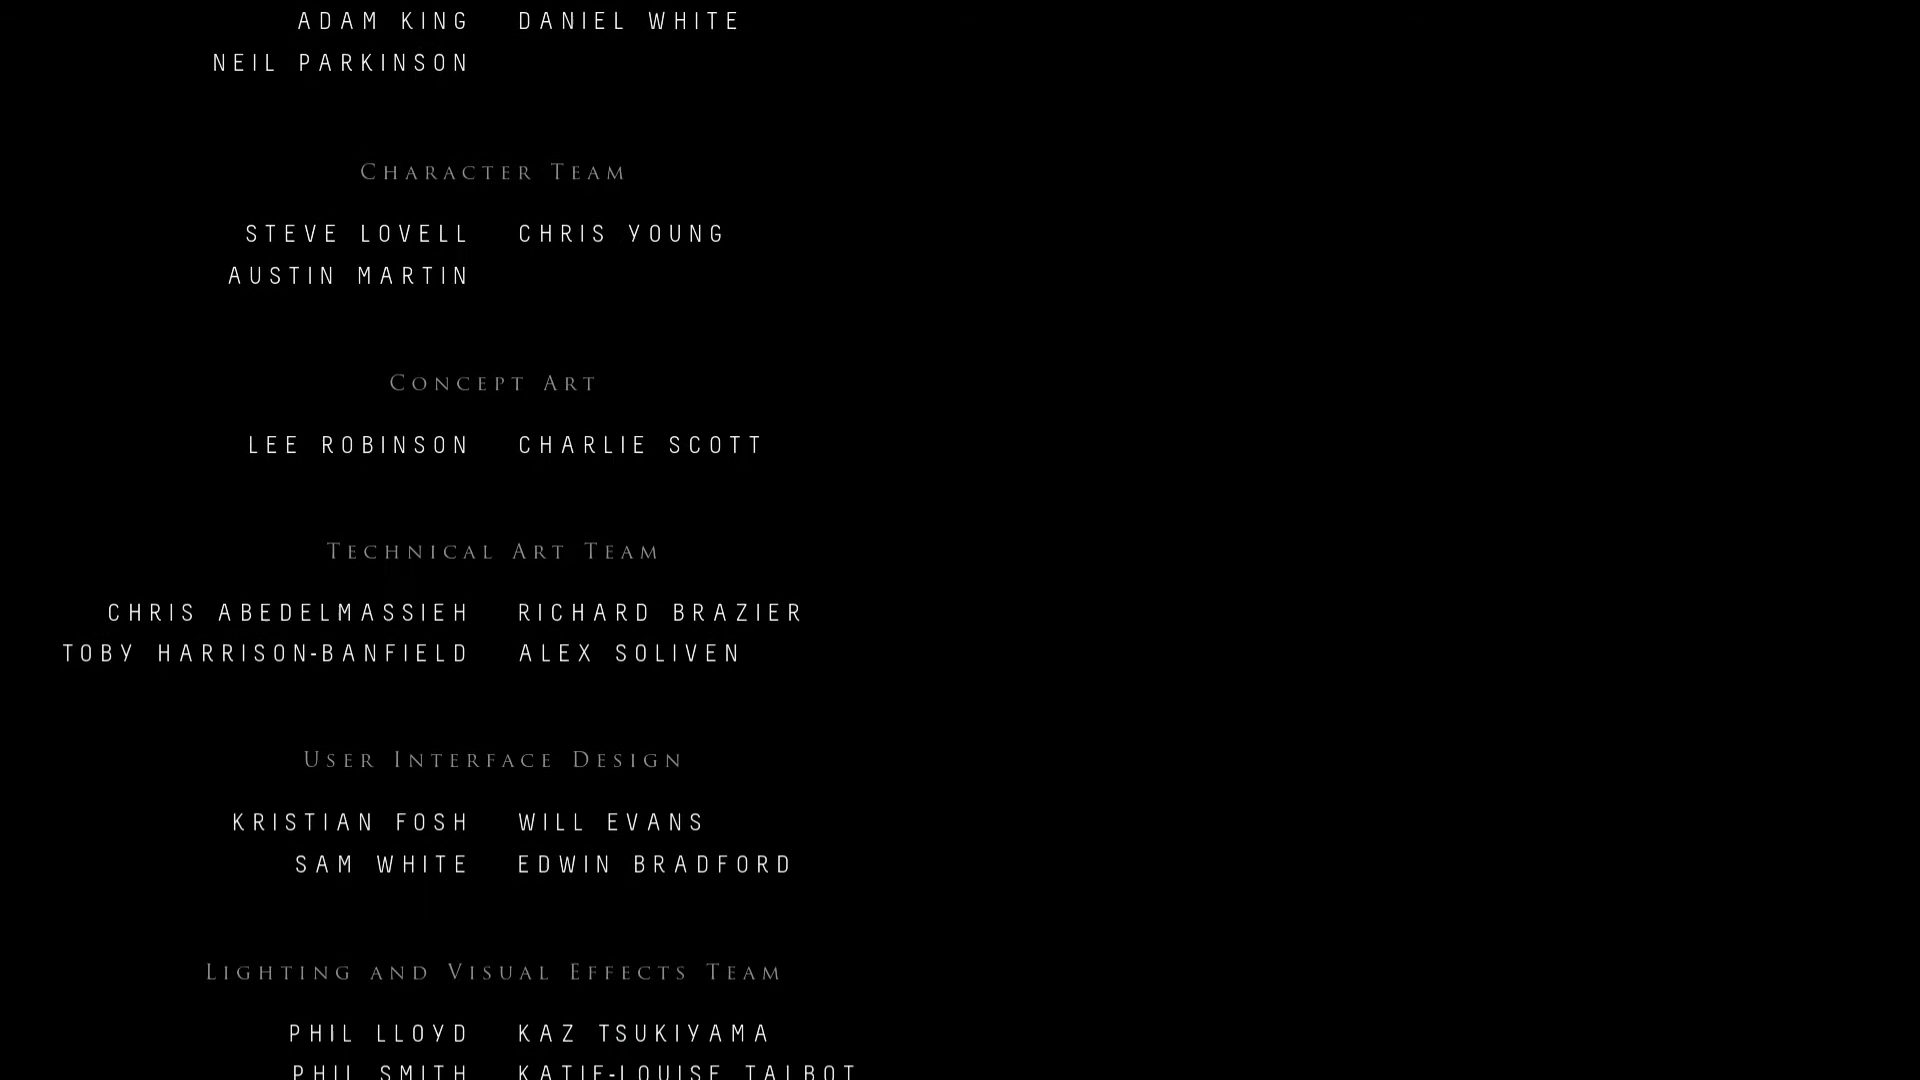 ADAM KING DANIEL WHITE
NEIL PARKINSON
CHARACTER TEAM
STEVE LOVELL CHRIS YOUNG
AUSTIN MARTIN
CONCEPT ART
LEE ROBINSON CHARLIE SCOTT
TECHNICAL ART TEAM
CHRIS ABEDELMASSIEH RICHARD BRAZIER
TOBY HARRISON-BANFIELD ALEX SOLIVEN
USER INTERFACE DESIGN
KRISTIAN FOSH WILL EVANS
SAM WHITE EDWIN BRADFORD
LIGHTING AND VISUAL EFFECTS TEAM
PHIL LLOYD KAZ TSUKIYAMA
PHIL SMITH KATIE-LOUISE TALBOT